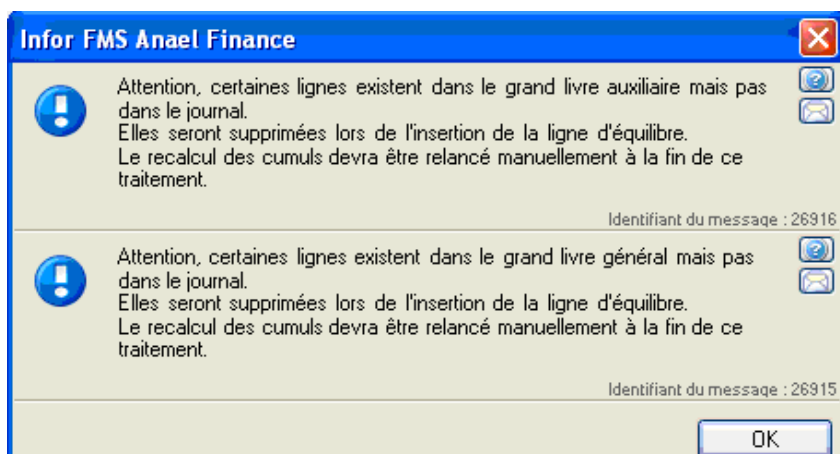 Infor FMS Anael Finance
Attention, certaines lignes existent dans le grand livre auxiliaire mais pas
dans le journal.
Elles seront supprimées lors de l'insertion de la ligne d'équilibre.
Le recalcul des cumuls devra être relancé manuellement à la fin de ce
traitement.
Identifiant du message : 26916
Attention, certaines lignes existent dans le grand livre général mais pas
dans le journal.
Elles seront supprimées lors de l'insertion de la ligne d'équilibre.
Le recalcul des cumuls devra être relancé manuellement à la fin de ce
traitement.
Identifiant du message : 26915
OK